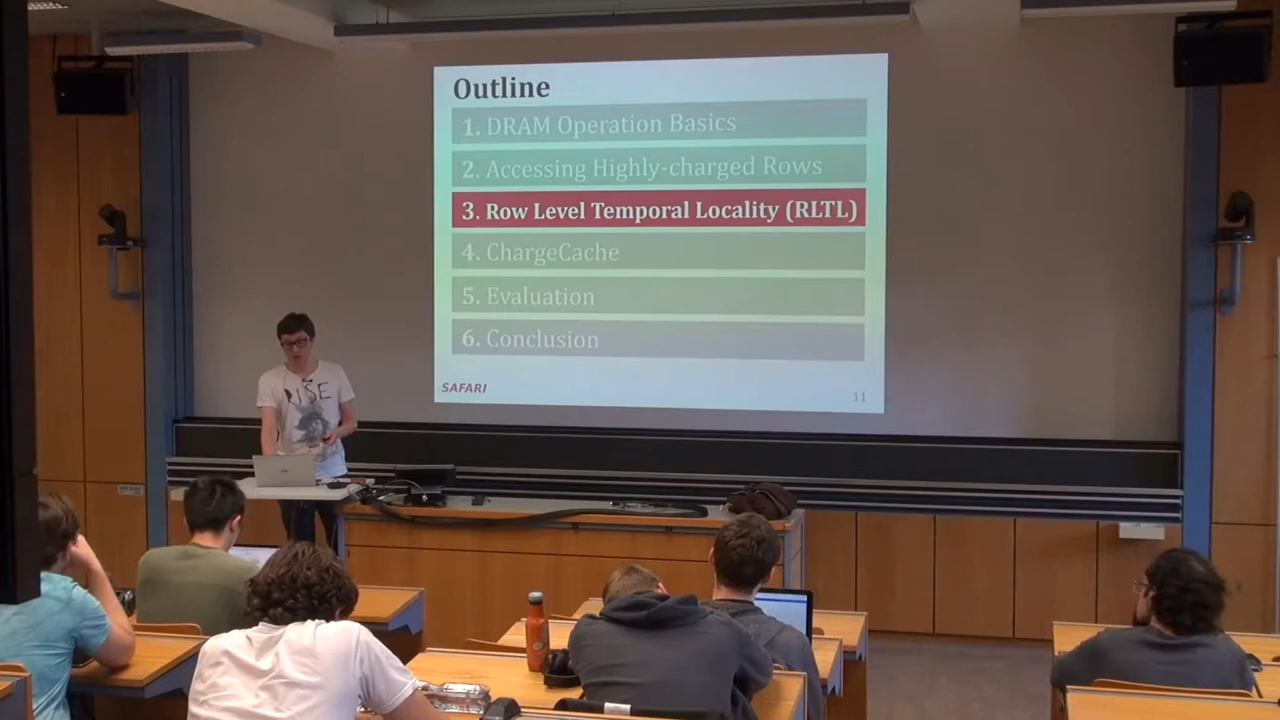 Outline
1. DRAM Operation Basics
2. Accessing Highly-charged Rows
3. Row Level Temporal Locality (RLTL)
4. ChargeCache
5. Evaluation
6. Conclusion
SAFARI
11
RISE